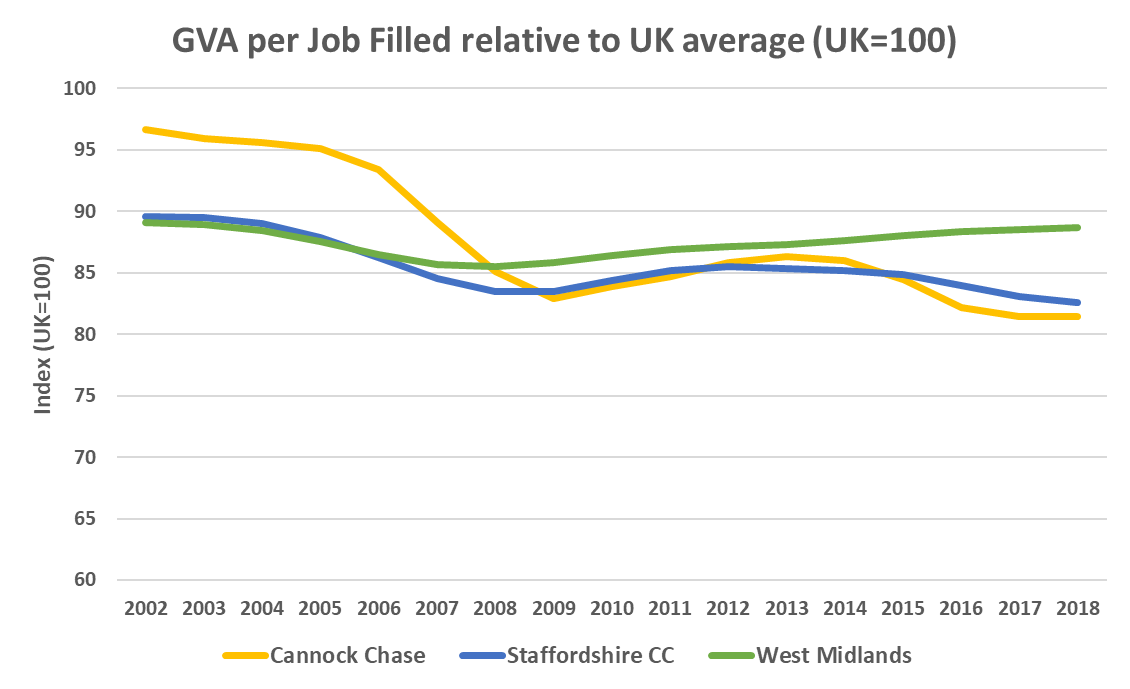 GVA per Job Filled relative to UK average (UK=100)
Index (UK=100)
100
95
90
85
80
75
70
65
60
2002 2003 2004 2005 2006 2007 2008 2009 2010 2011 2012 2013 2014 2015 2016 2017 2018
Cannock Chase Staffordshire CC West Midlands